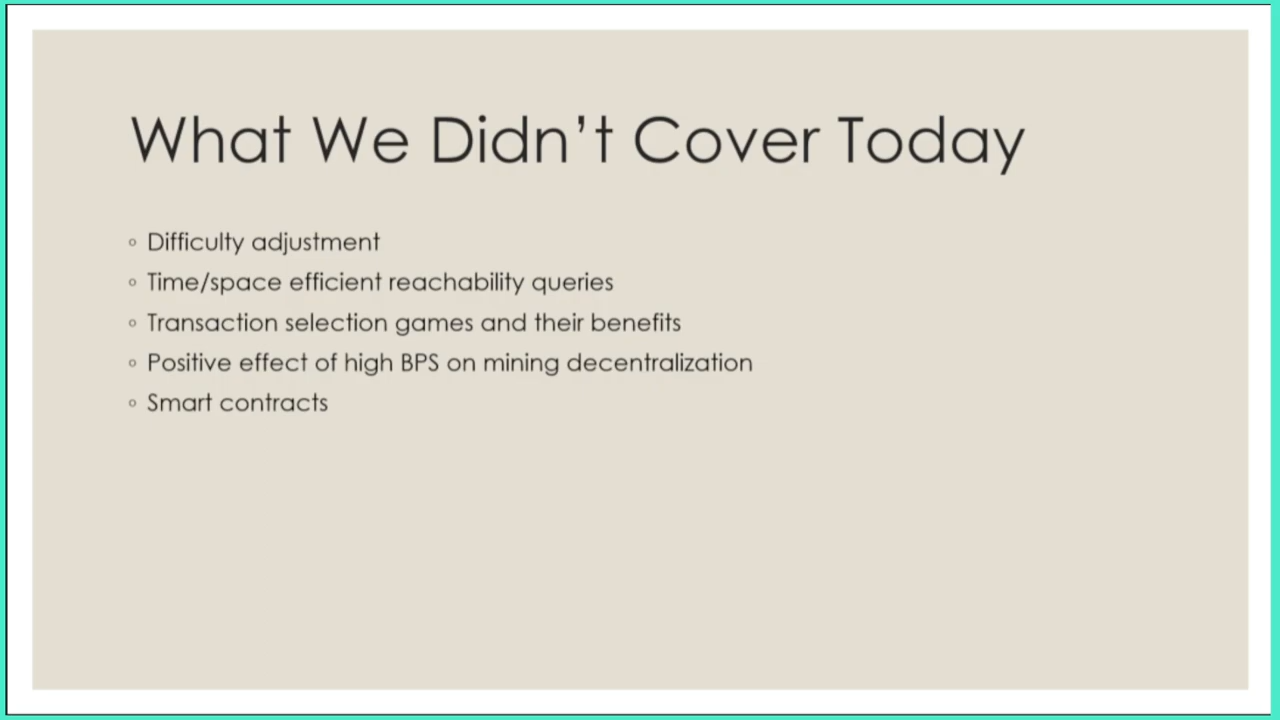 What We Didn’t Cover Today
◦ Difficulty adjustment
◦ Time/space efficient reachability queries
◦ Transaction selection games and their benefits
◦ Positive effect of high BPS on mining decentralization
◦ Smart contracts